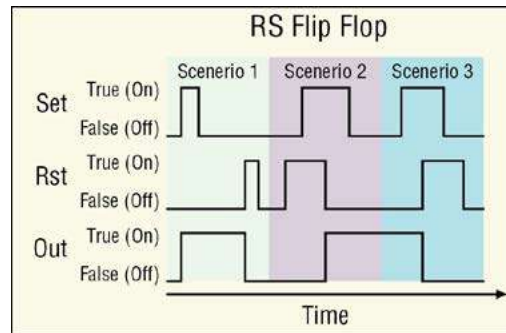 RS Flip Flop
Scenerio 1 Scenerio 2 Scenerio 3
Set True (On)
False (Off)
Rst True (On)
False (Off)
Out True (On)
False (Off)
Time